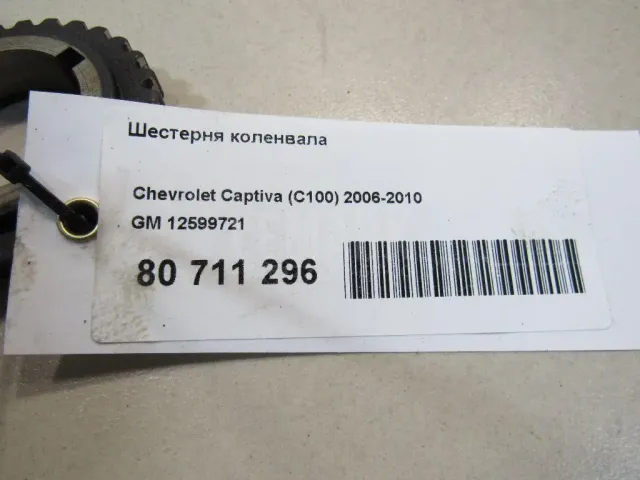 Шестерня коленвала
Chevrolet Captiva (C100) 2006-2010
GM 12599721
80 711 296